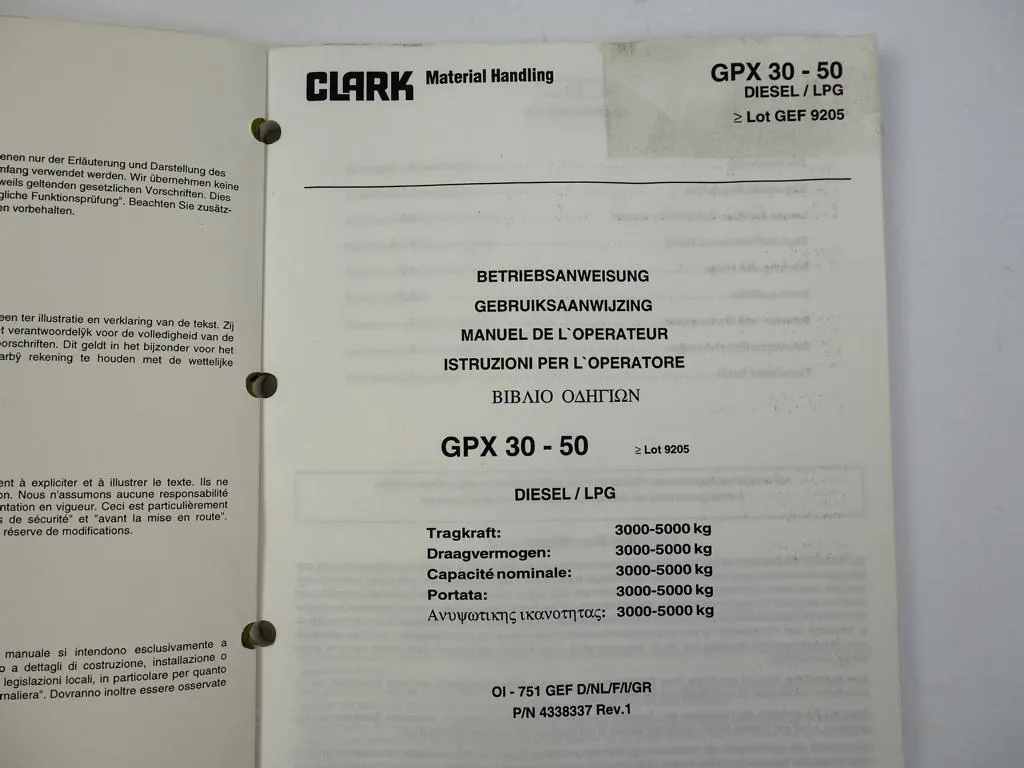 enen nur der Erläuterung und Darstellung des
mfang verwendet werden. Wir übernehmen keine
weils geltenden gesetzlichen Vorschriften. Dies
gliche Funktionsprüfung". Beachten Sie zusätz-
en vorbehalten.
een ter illustratie en verklaring van de tekst. Zij
t verantwoordelÿk voor de volledigheid van de
orschriften. Dit geldt in het bijzonder voor het
arbÿ rekening te houden met de wettelijke
ent à expliciter et à illustrer le texte. Ils ne
on. Nous n'assumons aucune responsabilité
ntation en vigueur. Ceci est particulièrement
s de sécurité" et "avant la mise en route".
réserve de modifications.
manuale si intendono esclusivamente a
o a dettagli di costruzione, installazione o
legislazioni locali, in particolare per quanto
rnaliera". Dovranno inoltre essere osservate
CLARK Material Handling
GPX 30 - 50
DIESEL / LPG
≥ Lot GEF 9205
BETRIEBSANWEISUNG
GEBRUIKSAANWIJZING
MANUEL DE L`OPERATEUR
ISTRUZIONI PER L`OPERATORE
ΒΙΒΛΙΟ ΟΔΗΓΙΩΝ
GPX 30 - 50 ≥ Lot 9205
DIESEL / LPG
Tragkraft: 3000-5000 kg
Draagvermogen: 3000-5000 kg
Capacité nominale: 3000-5000 kg
Portata: 3000-5000 kg
Ανυψωτικης ικανοτητας: 3000-5000 kg
OI - 751 GEF D/NL/F/I/GR
P/N 4338337 Rev.1